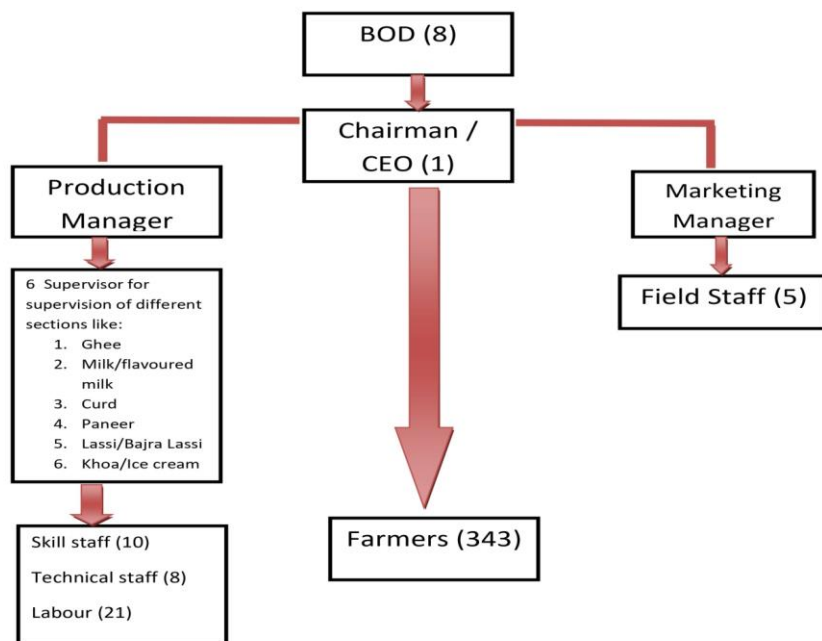 BOD (8)
Chairman /
CEO (1)
Production
Manager
Marketing
Manager
6 Supervisor for
supervision of different
sections like:
1. Ghee
2. Milk/flavoured
milk
3. Curd
4. Paneer
5. Lassi/Bajra Lassi
6. Khoa/Ice cream
Field Staff (5)
Skill staff (10)
Technical staff (8)
Labour (21)
Farmers (343)